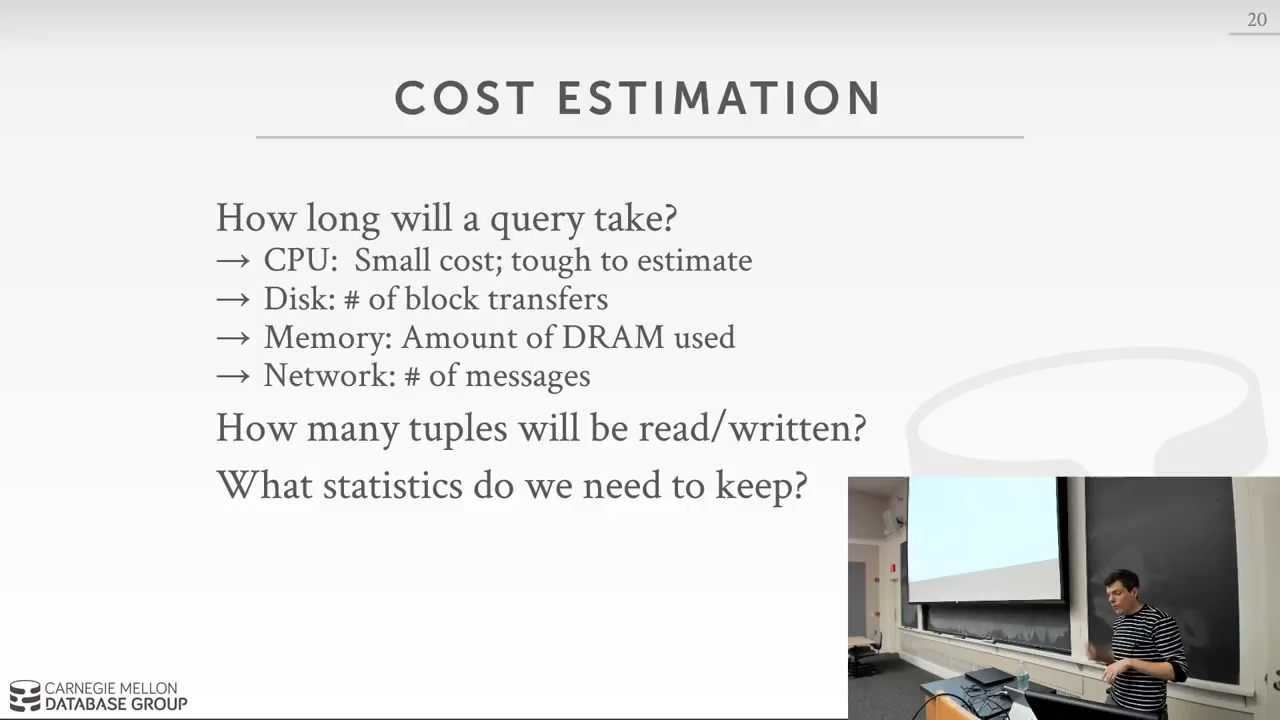 20
COST ESTIMATION
How long will a query take?
→ CPU: Small cost; tough to estimate
→ Disk: # of block transfers
→ Memory: Amount of DRAM used
→ Network: # of messages
How many tuples will be read/written?
What statistics do we need to keep?
CARNEGIE MELLON
DATABASE GROUP